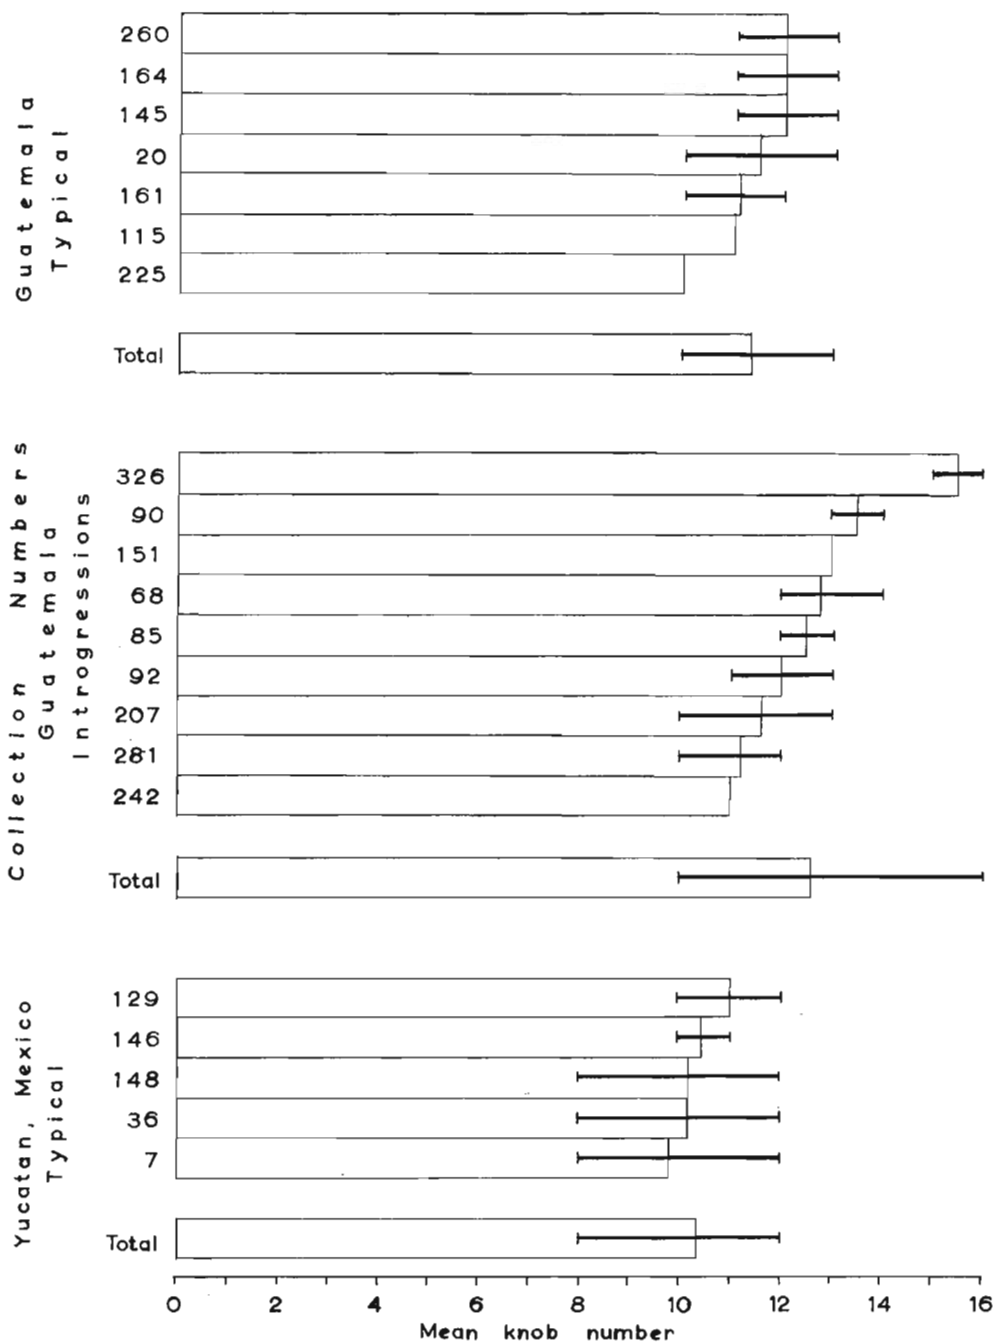 Guatemala
Typical
260
164
145
20
161
115
225
Total
Collection Numbers
Guatemala
Introgressions
326
90
151
68
85
92
207
281
242
Total
Yucatan, Mexico
Typical
129
146
148
36
7
Total
0 2 4 6 8 10 12 14 16
Mean knob number